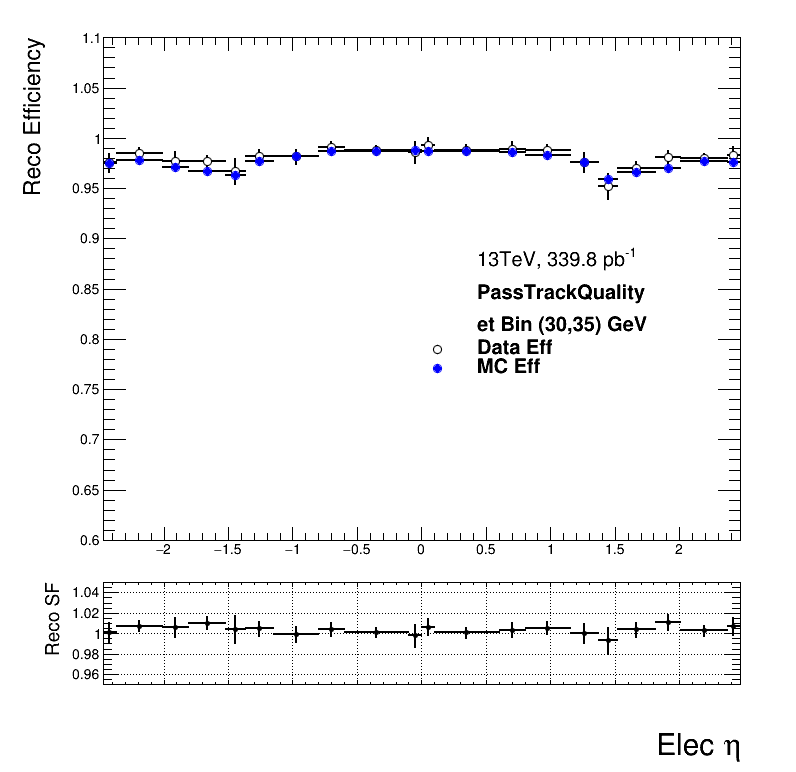 Reco Efficiency
1.1
1.05
1
0.95
0.9
0.85
0.8
0.75
0.7
0.65
0.6
13TeV, 339.8 pb⁻¹
PassTrackQuality
et Bin (30,35) GeV
Data Eff
MC Eff
−2 −1.5 −1 −0.5 0 0.5 1 1.5 2
Reco SF
1.04
1.02
1
0.98
0.96
Elec η